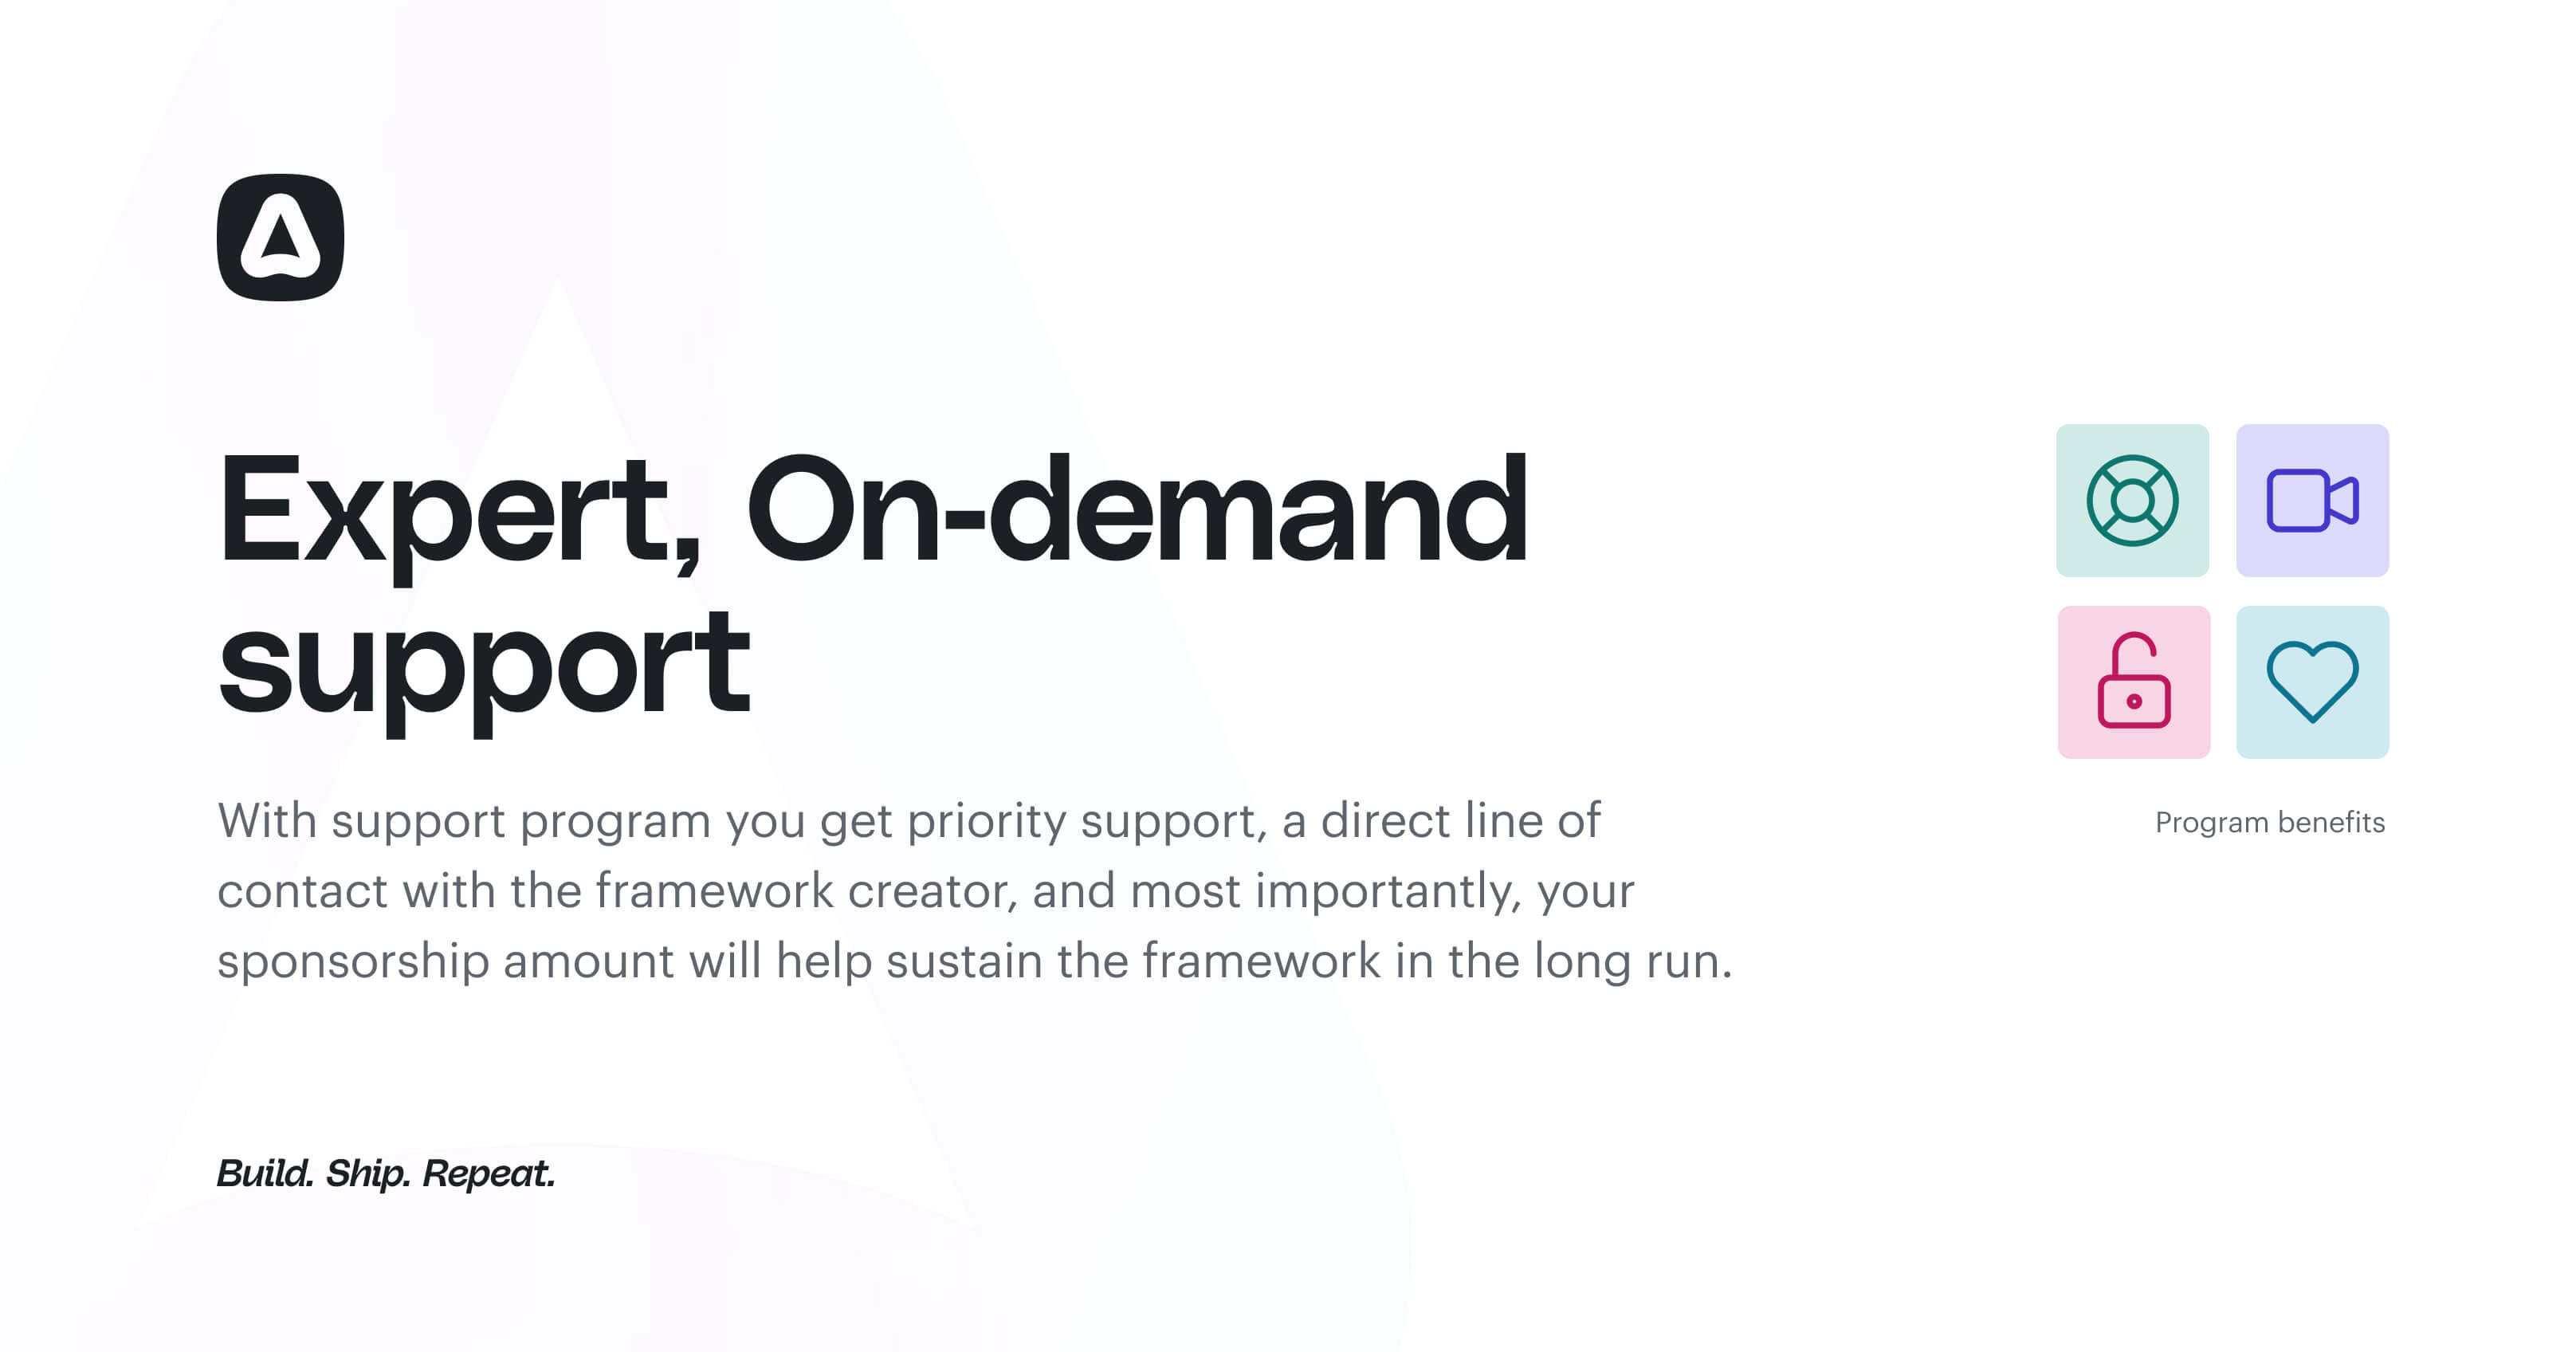 Expert, On-demand
support
With support program you get priority support, a direct line of
contact with the framework creator, and most importantly, your
sponsorship amount will help sustain the framework in the long run.
Program benefits
Build. Ship. Repeat.